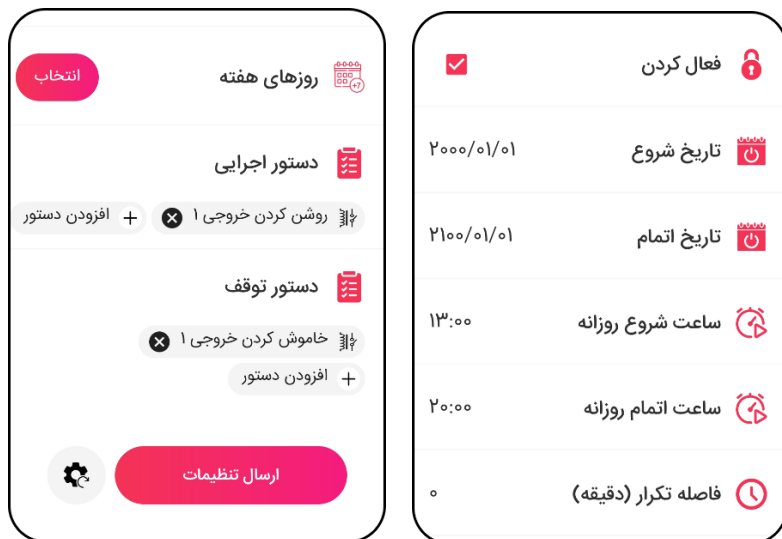 فعال کردن
تاریخ شروع ۲۰۰۰/۰۱/۰۱
تاریخ اتمام ۲۱۰۰/۰۱/۰۱
ساعت شروع روزانه ۱۳:۰۰
ساعت اتمام روزانه ۲۰:۰۰
فاصله تکرار (دقیقه) ۰
روزهای هفته انتخاب
+7
دستور اجرایی
روشن کردن خروجی ۱ افزودن دستور
دستور توقف
خاموش کردن خروجی ۱
افزودن دستور
ارسال تنظیمات